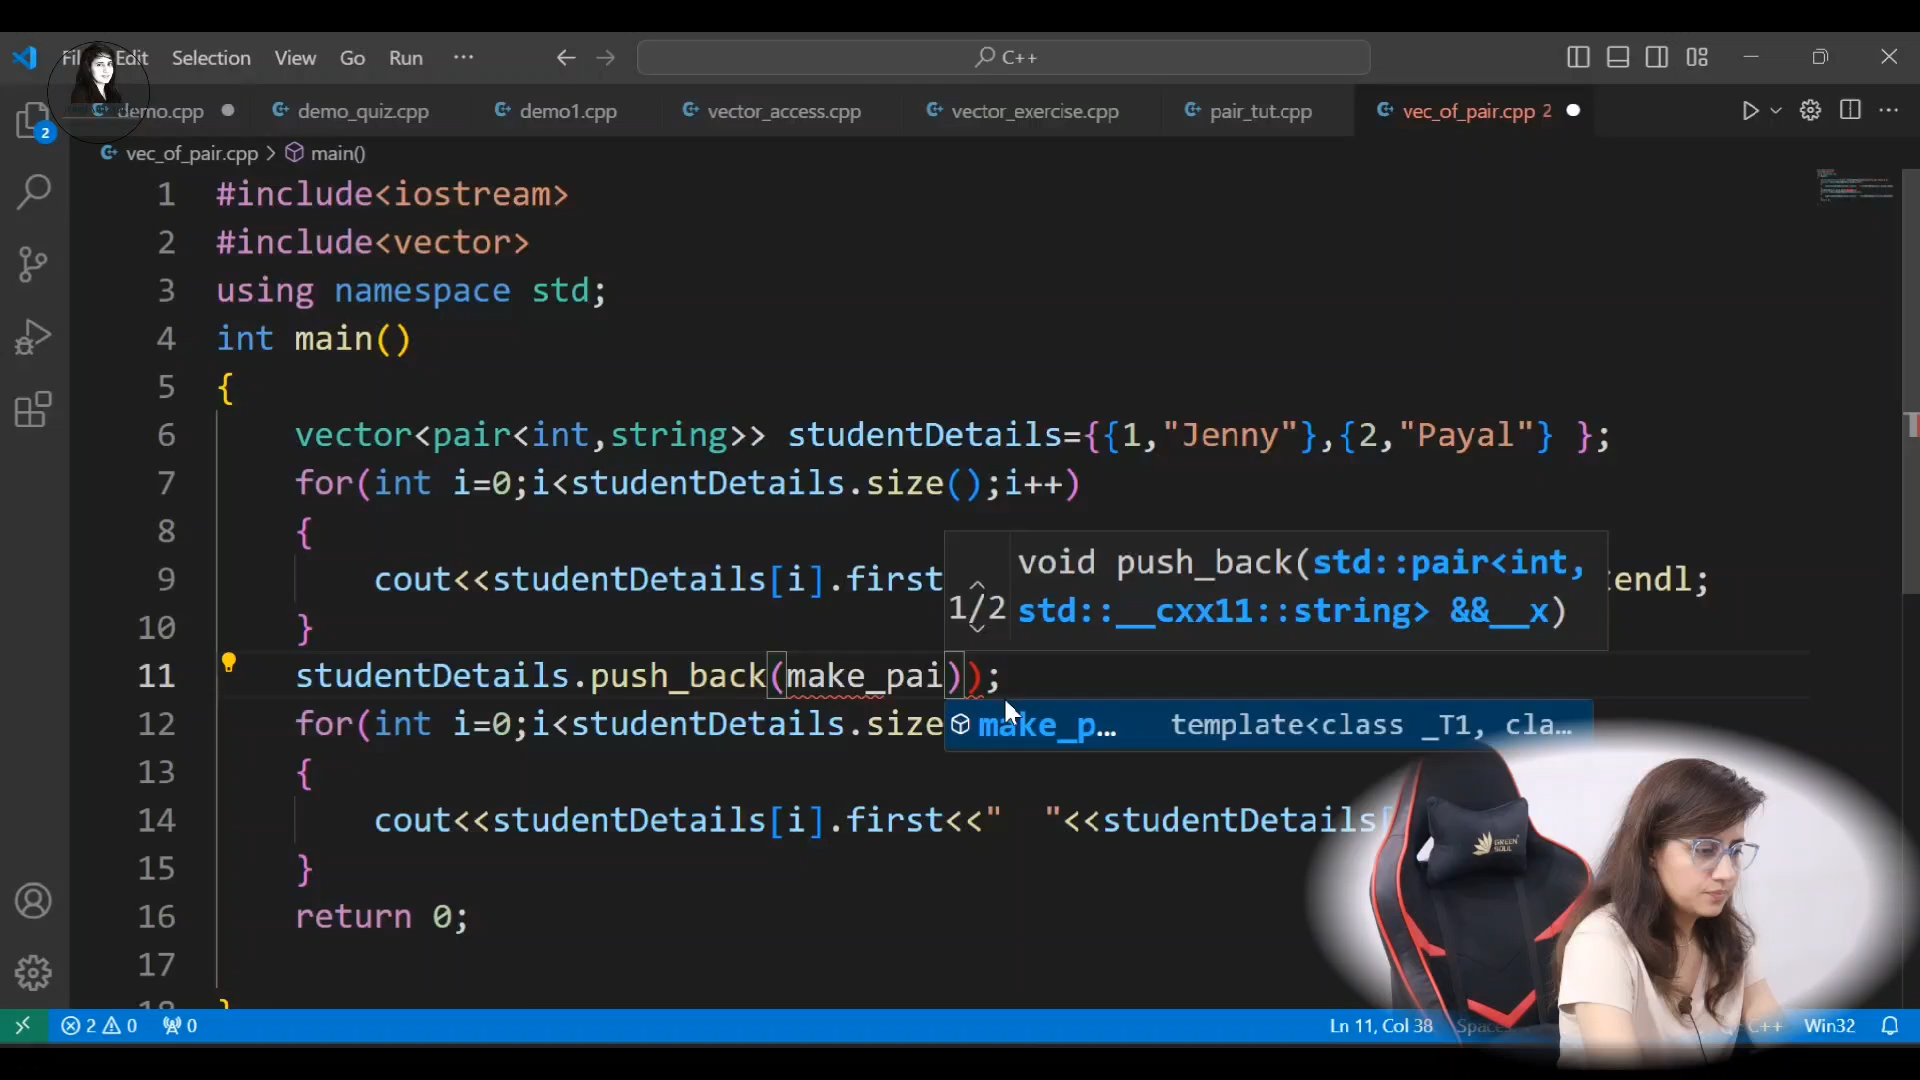 File Edit Selection View Go Run ··· C++
demo.cpp demo_quiz.cpp demo1.cpp vector_access.cpp vector_exercise.cpp pair_tut.cpp vec_of_pair.cpp 2
2
vec_of_pair.cpp > main()
1 #include<iostream>
2 #include<vector>
3 using namespace std;
4 int main()
5 {
6 vector<pair<int,string>> studentDetails={{1,"Jenny"},{2,"Payal"} };
7 for(int i=0;i<studentDetails.size();i++)
8 {
9 cout<<studentDetails[i].first endl;
void push_back(std::pair<int,
1/2 std::__cxx11::string> &&__x)
10 }
11 studentDetails.push_back(make_pai));
12 for(int i=0;i<studentDetails.size
make_p… template<class _T1, cla…
13 {
14 cout<<studentDetails[i].first<<"  "<<studentDetails
15 }
16 return 0;
17
18 }
GREEN SOUL
2 0 0 Ln 11, Col 38 Spaces C++ Win32